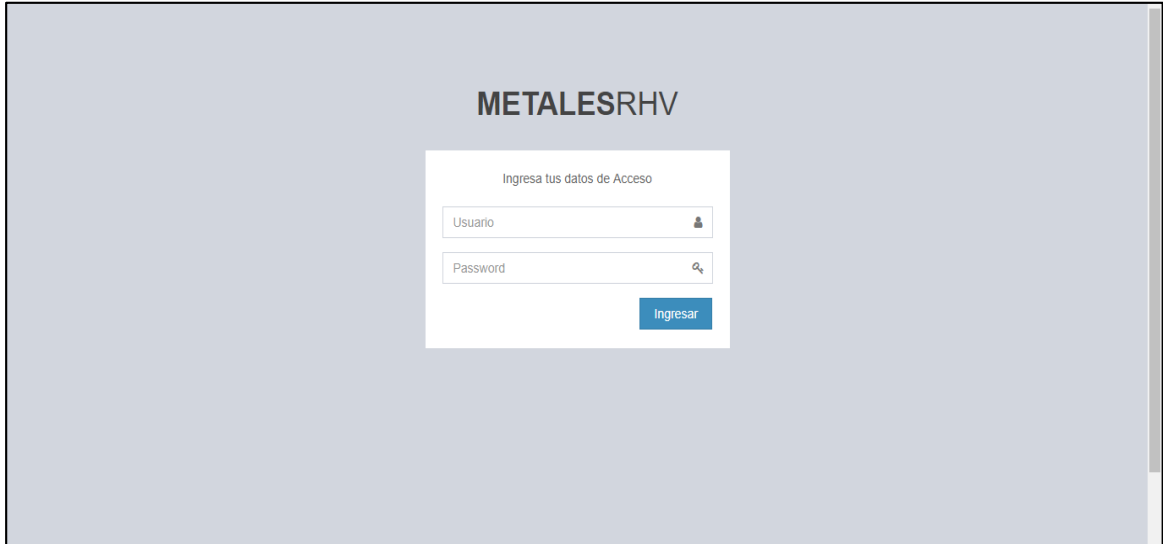 METALESRHV
Ingresa tus datos de Acceso
Usuario
Password
Ingresar